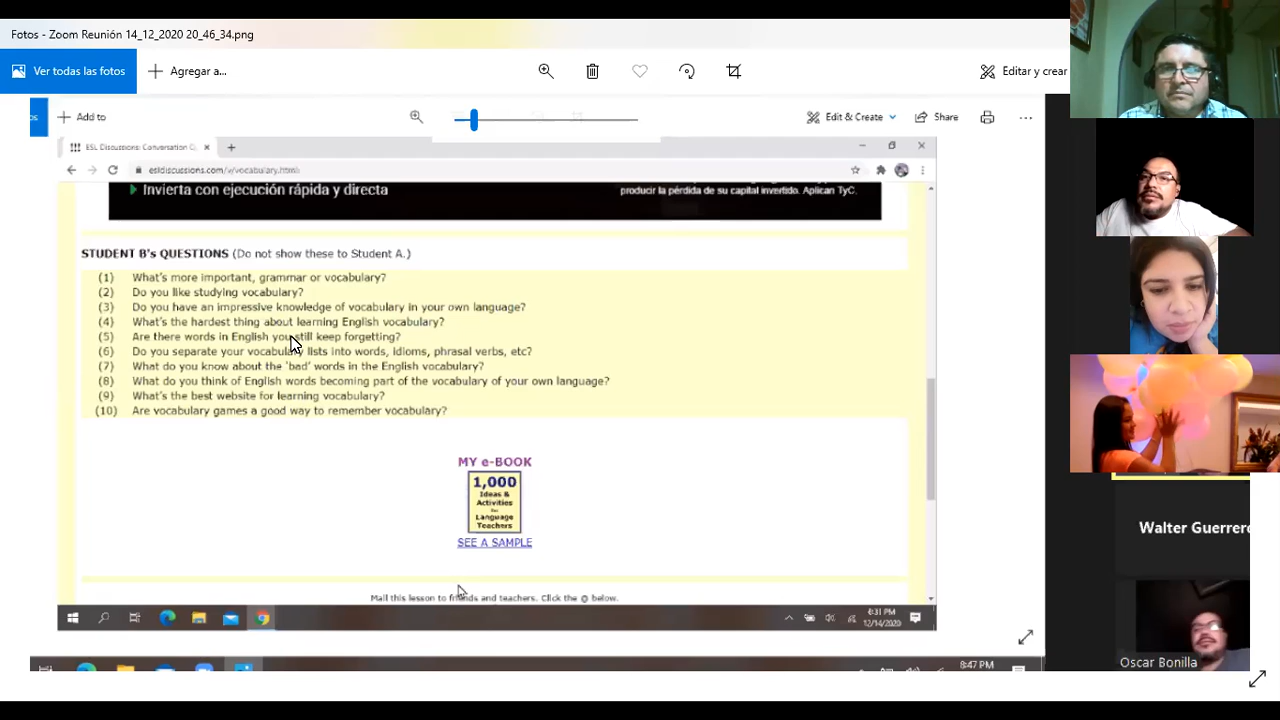 Fotos - Zoom Reunión 14_12_2020 20_46_34.png
Ver todas las fotos
Agregar a...
Editar y crear
Add to
Edit & Create
Share
ESL Discussions: Conversation
esldiscussions.com/v/vocabulary.html
Invierta con ejecución rápida y directa
producir la pérdida de su capital invertido. Aplican TyC.
STUDENT B's QUESTIONS (Do not show these to Student A.)
(1) What's more important, grammar or vocabulary?
(2) Do you like studying vocabulary?
(3) Do you have an impressive knowledge of vocabulary in your own language?
(4) What's the hardest thing about learning English vocabulary?
(5) Are there words in English you still keep forgetting?
(6) Do you separate your vocabulary lists into words, idioms, phrasal verbs, etc?
(7) What do you know about the 'bad' words in the English vocabulary?
(8) What do you think of English words becoming part of the vocabulary of your own language?
(9) What's the best website for learning vocabulary?
(10) Are vocabulary games a good way to remember vocabulary?
MY e-BOOK
1,000
Ideas &
Activities
for
Language
Teachers
SEE A SAMPLE
Mail this lesson to friends and teachers. Click the @ below.
8:31 PM
12/14/2020
8:47 PM
Walter Guerrero
Oscar Bonilla